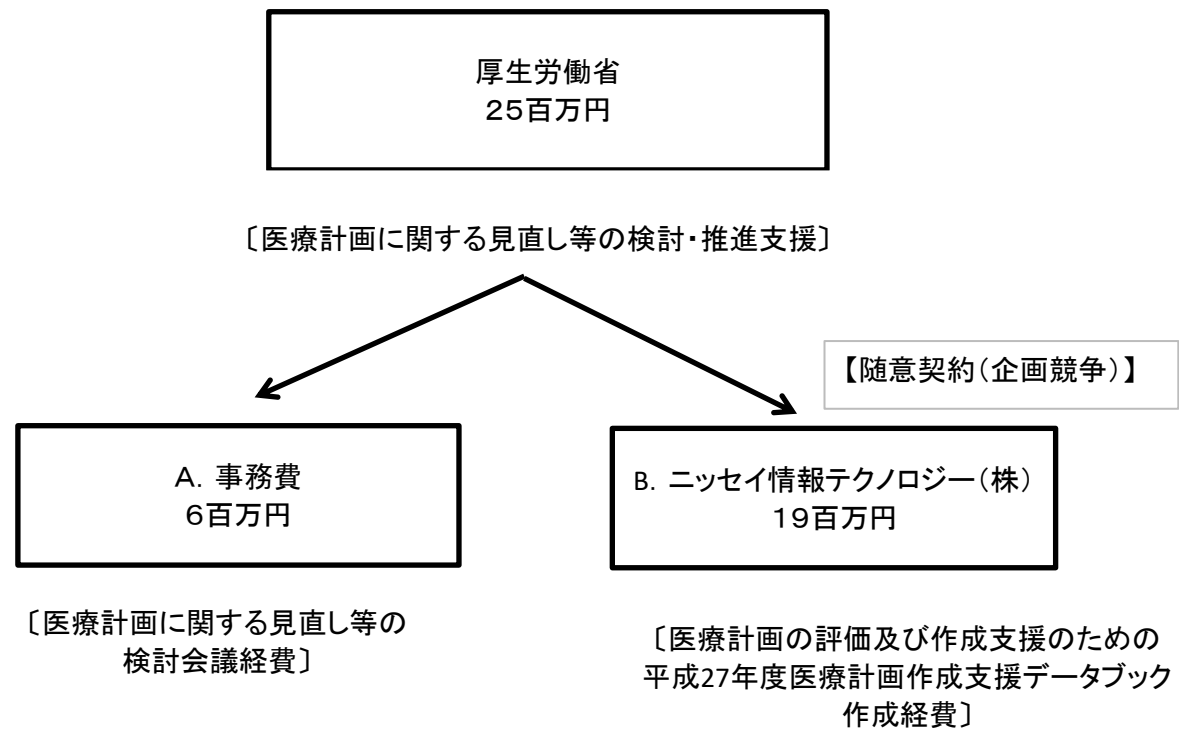 厚生労働省
25百万円
〔医療計画に関する見直し等の検討・推進支援〕
【随意契約（企画競争）】
A. 事務費
6百万円
B. ニッセイ情報テクノロジー（株）
19百万円
〔医療計画に関する見直し等の
検討会議経費〕
〔医療計画の評価及び作成支援のための
平成27年度医療計画作成支援データブック
作成経費〕